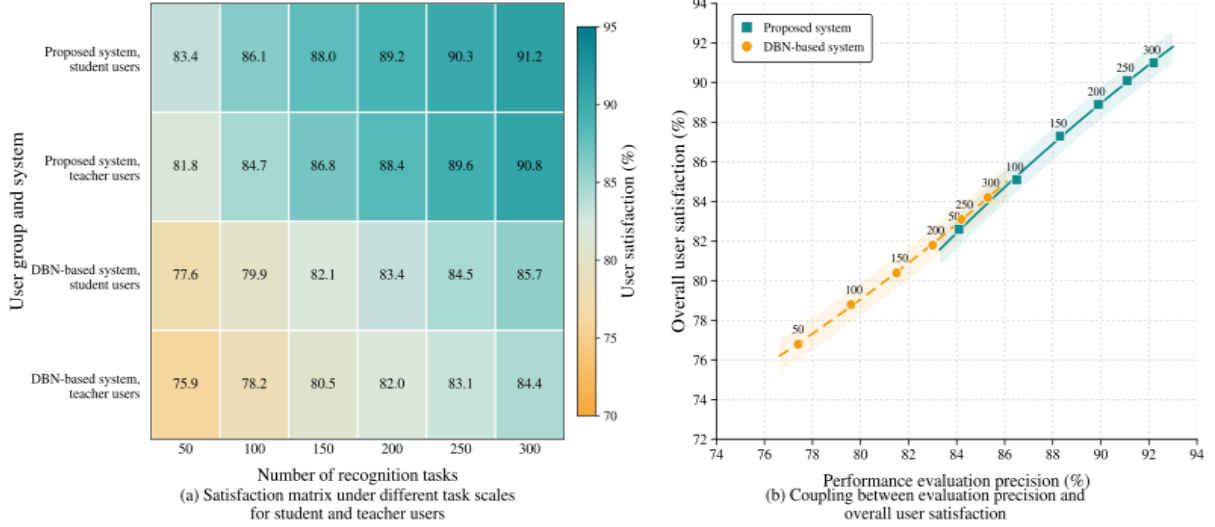 Proposed system,
student users
83.4 86.1 88.0 89.2 90.3 91.2
Proposed system,
teacher users
81.8 84.7 86.8 88.4 89.6 90.8
DBN-based system,
student users
77.6 79.9 82.1 83.4 84.5 85.7
DBN-based system,
teacher users
75.9 78.2 80.5 82.0 83.1 84.4
50 100 150 200 250 300
Number of recognition tasks
User group and system
95
90
85
80
75
70
User satisfaction (%)
(a) Satisfaction matrix under different task scales
for student and teacher users
Proposed system
DBN-based system
94
92
90
88
86
84
82
80
78
76
74
72
Overall user satisfaction (%)
300
250
200
150
100
50
300
250
200
150
100
50
74 76 78 80 82 84 86 88 90 92 94
Performance evaluation precision (%)
(b) Coupling between evaluation precision and
overall user satisfaction